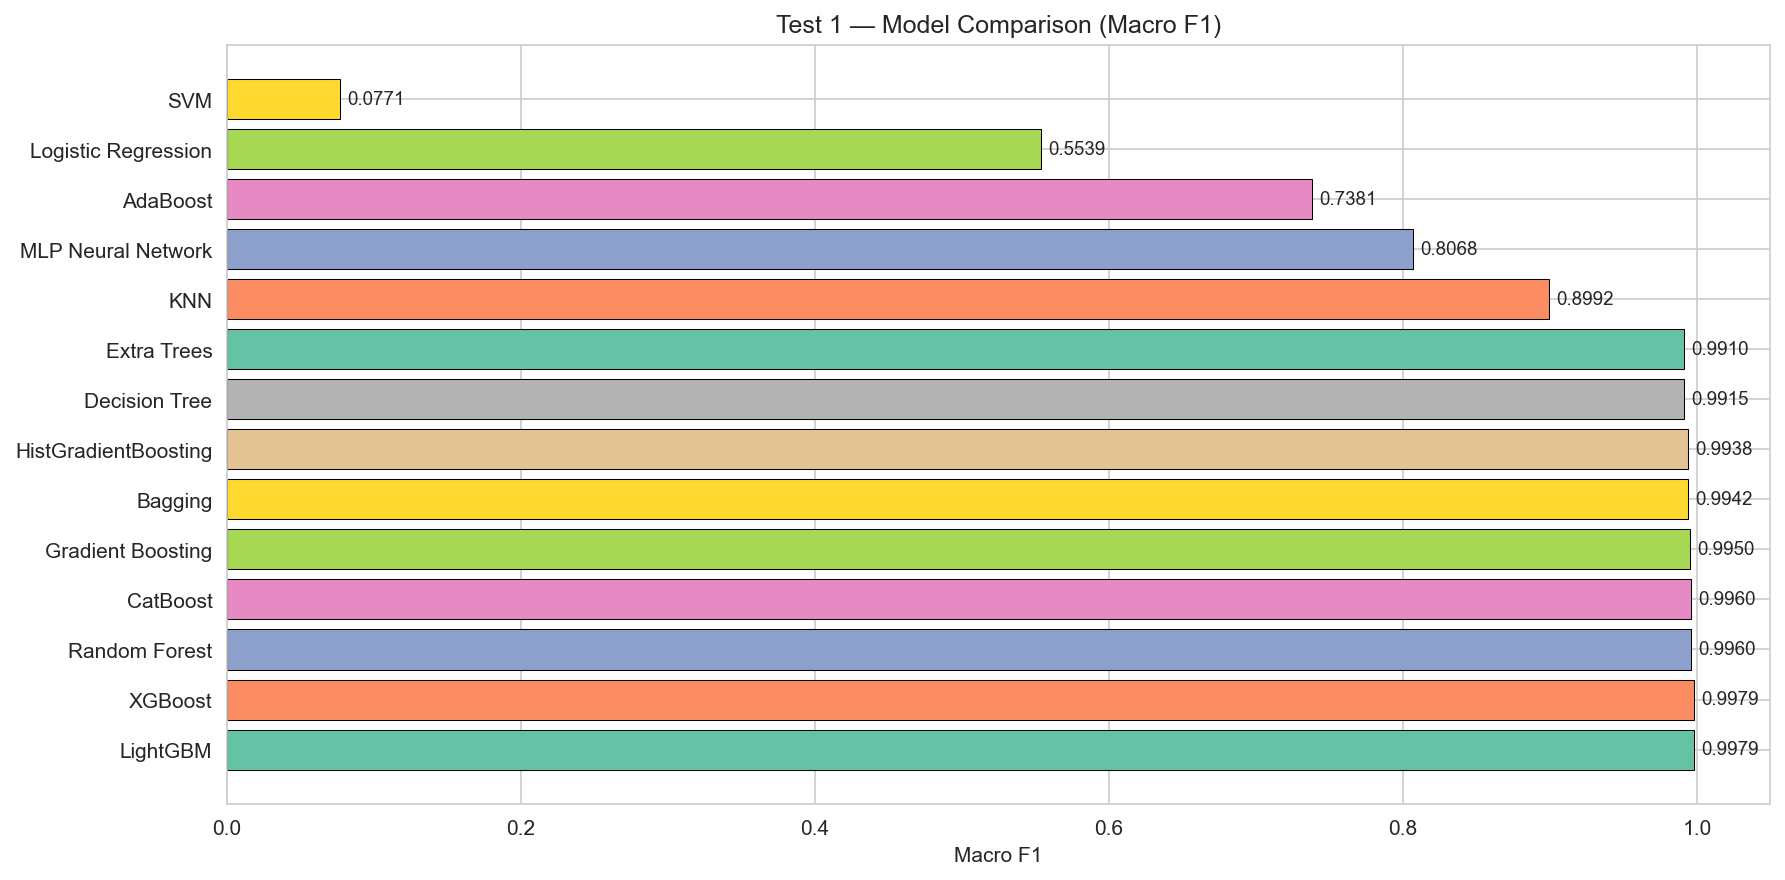 Test 1 — Model Comparison (Macro F1)
SVM 0.0771
Logistic Regression 0.5539
AdaBoost 0.7381
MLP Neural Network 0.8068
KNN 0.8992
Extra Trees 0.9910
Decision Tree 0.9915
HistGradientBoosting 0.9938
Bagging 0.9942
Gradient Boosting 0.9950
CatBoost 0.9960
Random Forest 0.9960
XGBoost 0.9979
LightGBM 0.9979
0.0 0.2 0.4 0.6 0.8 1.0
Macro F1